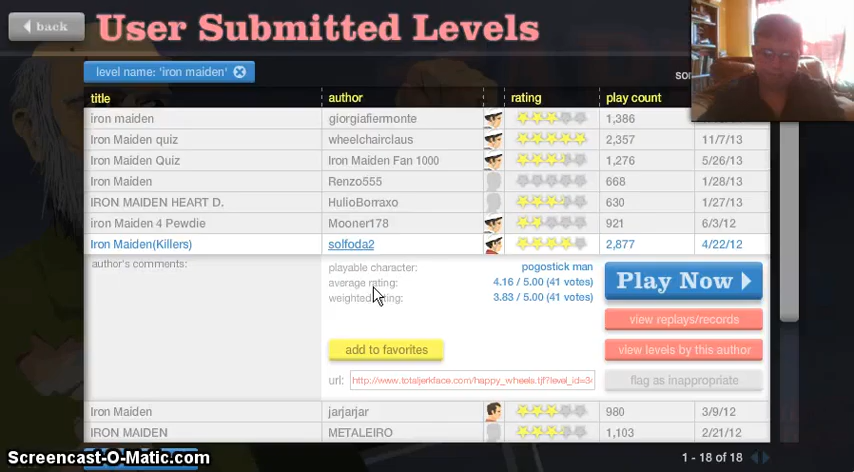 back
User Submitted Levels
level name: 'iron maiden'
title author rating play count
iron maiden giorgiafiermonte 1,386
Iron Maiden quiz wheelchairclaus 2,357 11/7/13
Iron Maiden Quiz Iron Maiden Fan 1000 1,276 5/26/13
Iron Maiden Renzo555 668 1/28/13
IRON MAIDEN HEART D. HulioBorraxo 630 1/27/13
iron Maiden 4 Pewdie Mooner178 921 6/3/12
Iron Maiden(Killers) solfoda2 2,877 4/22/12
author's comments:
playable character: pogostick man
average rating: 4.16 / 5.00 (41 votes)
weighted rating: 3.83 / 5.00 (41 votes)
Play Now
view replays/records
add to favorites
view levels by this author
url: http://www.totaljerkface.com/happy_wheels.tjf?level_id=3
flag as inappropriate
Iron Maiden jarjarjar 980 3/9/12
IRON MAIDEN METALEIRO 1,103 2/21/12
Screencast-O-Matic.com
1 - 18 of 18